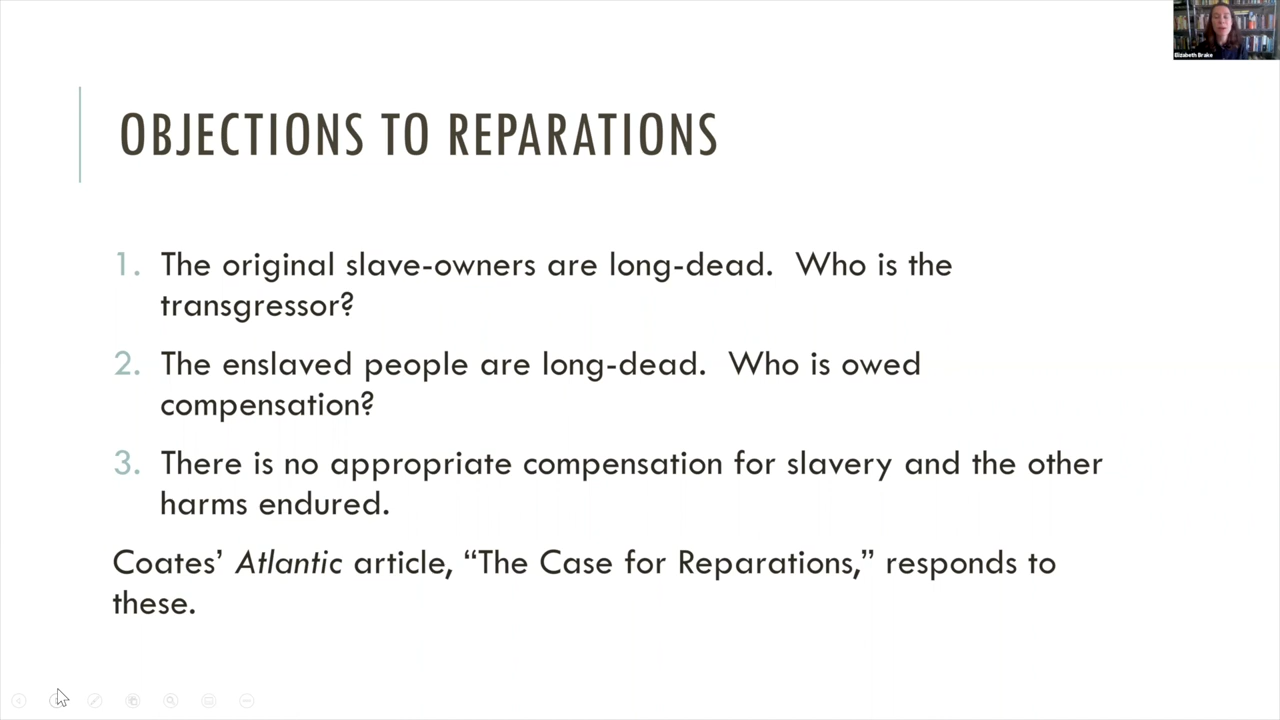 Elizabeth Brake
OBJECTIONS TO REPARATIONS
1. The original slave-owners are long-dead.  Who is the
transgressor?
2. The enslaved people are long-dead.  Who is owed
compensation?
3. There is no appropriate compensation for slavery and the other
harms endured.
Coates’ Atlantic article, “The Case for Reparations,” responds to
these.